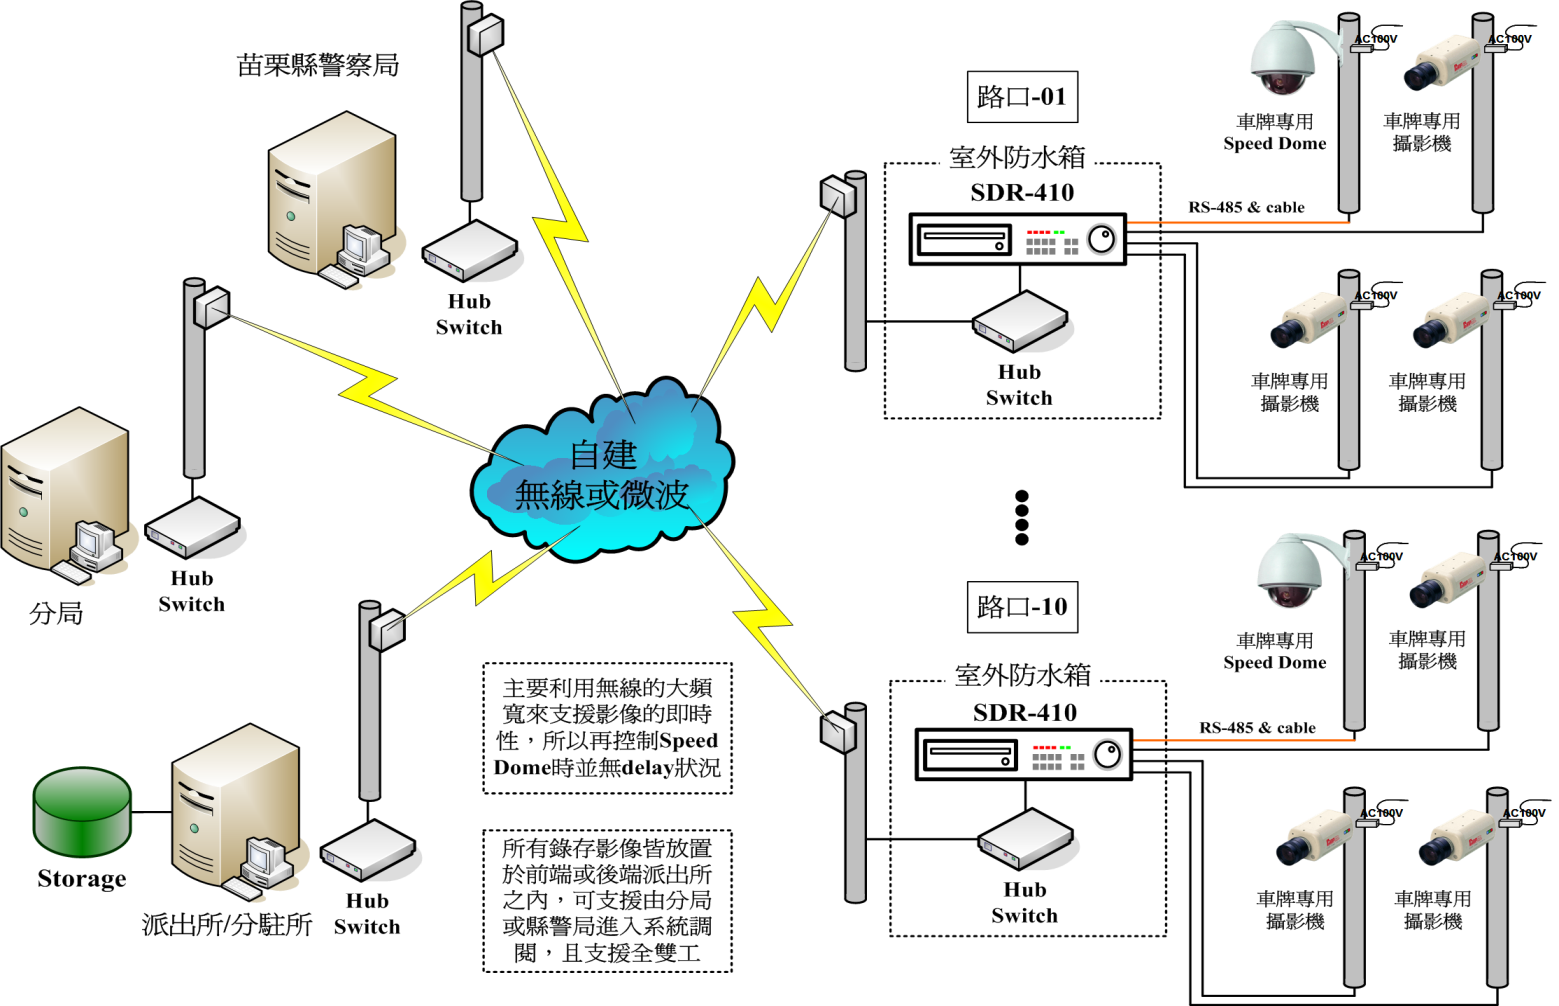 苗栗縣警察局
Hub
Switch
分局
Hub
Switch
Storage
派出所/分駐所
Hub
Switch
自建
無線或微波
主要利用無線的大頻
寬來支援影像的即時
性，所以再控制Speed
Dome時並無delay狀況
所有錄存影像皆放置
於前端或後端派出所
之內，可支援由分局
或縣警局進入系統調
閱，且支援全雙工
路口-01
室外防水箱
SDR-410
Hub
Switch
RS-485 & cable
AC100V
車牌專用
Speed Dome
AC100V
車牌專用
攝影機
AC100V
車牌專用
攝影機
AC100V
車牌專用
攝影機
路口-10
室外防水箱
SDR-410
Hub
Switch
RS-485 & cable
AC100V
車牌專用
Speed Dome
AC100V
車牌專用
攝影機
AC100V
車牌專用
攝影機
AC100V
車牌專用
攝影機